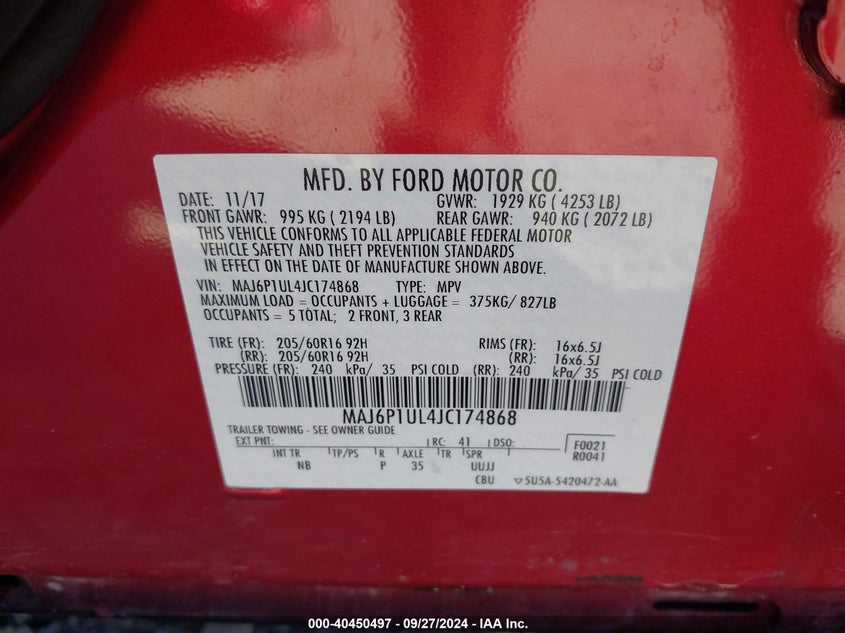 MFD. BY FORD MOTOR CO.
DATE: 11/17 GVWR: 1929 KG ( 4253 LB)
FRONT GAWR: 995 KG ( 2194 LB) REAR GAWR: 940 KG ( 2072 LB)
THIS VEHICLE CONFORMS TO ALL APPLICABLE FEDERAL MOTOR
VEHICLE SAFETY AND THEFT PREVENTION STANDARDS
IN EFFECT ON THE DATE OF MANUFACTURE SHOWN ABOVE.
VIN: MAJ6P1UL4JC174868 TYPE: MPV
MAXIMUM LOAD = OCCUPANTS + LUGGAGE = 375KG/ 827LB
OCCUPANTS = 5 TOTAL; 2 FRONT, 3 REAR
TIRE (FR): 205/60R16 92H RIMS (FR): 16x6.5J
(RR): 205/60R16 92H (RR): 16x6.5J
PRESSURE (FR): 240 kPa/ 35 PSI COLD (RR): 240 kPa/ 35 PSI COLD
MAJ6P1UL4JC174868
TRAILER TOWING - SEE OWNER GUIDE
EXT PNT: RC: 41 DSO: F0021
INT TR TP/PS R AXLE TR SPR R0041
NB P 35 UUJJ
CBU 5U5A-5420472-AA
000-40450497 - 09/27/2024 - IAA Inc.